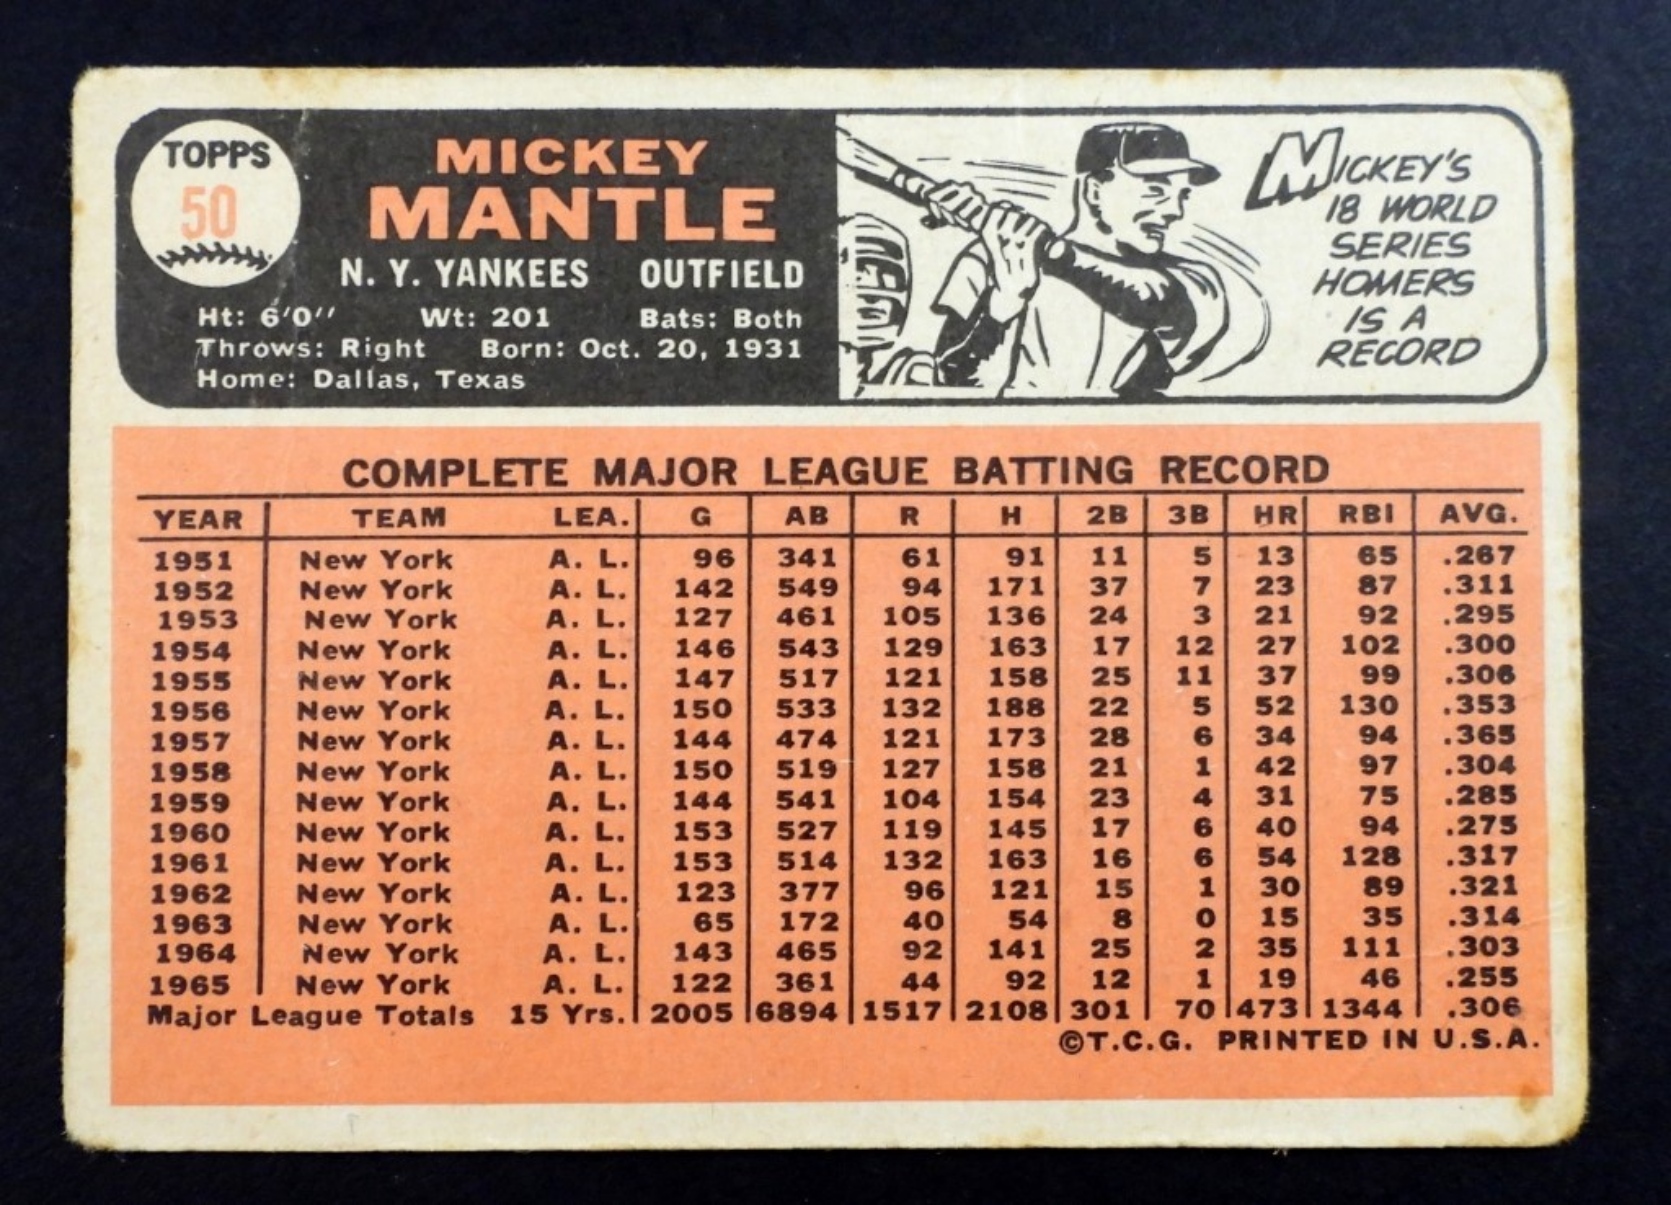 TOPPS
50
MICKEY
MANTLE
N. Y. YANKEES OUTFIELD
Ht: 6'0'' Wt: 201 Bats: Both
Throws: Right Born: Oct. 20, 1931
Home: Dallas, Texas
MICKEY'S
18 WORLD
SERIES
HOMERS
IS A
RECORD
COMPLETE MAJOR LEAGUE BATTING RECORD
YEAR TEAM LEA. G AB R H 2B 3B HR RBI AVG.
1951 New York A. L. 96 341 61 91 11 5 13 65 .267
1952 New York A. L. 142 549 94 171 37 7 23 87 .311
1953 New York A. L. 127 461 105 136 24 3 21 92 .295
1954 New York A. L. 146 543 129 163 17 12 27 102 .300
1955 New York A. L. 147 517 121 158 25 11 37 99 .306
1956 New York A. L. 150 533 132 188 22 5 52 130 .353
1957 New York A. L. 144 474 121 173 28 6 34 94 .365
1958 New York A. L. 150 519 127 158 21 1 42 97 .304
1959 New York A. L. 144 541 104 154 23 4 31 75 .285
1960 New York A. L. 153 527 119 145 17 6 40 94 .275
1961 New York A. L. 153 514 132 163 16 6 54 128 .317
1962 New York A. L. 123 377 96 121 15 1 30 89 .321
1963 New York A. L. 65 172 40 54 8 0 15 35 .314
1964 New York A. L. 143 465 92 141 25 2 35 111 .303
1965 New York A. L. 122 361 44 92 12 1 19 46 .255
Major League Totals 15 Yrs. 2005 6894 1517 2108 301 70 473 1344 .306
©T.C.G. PRINTED IN U.S.A.